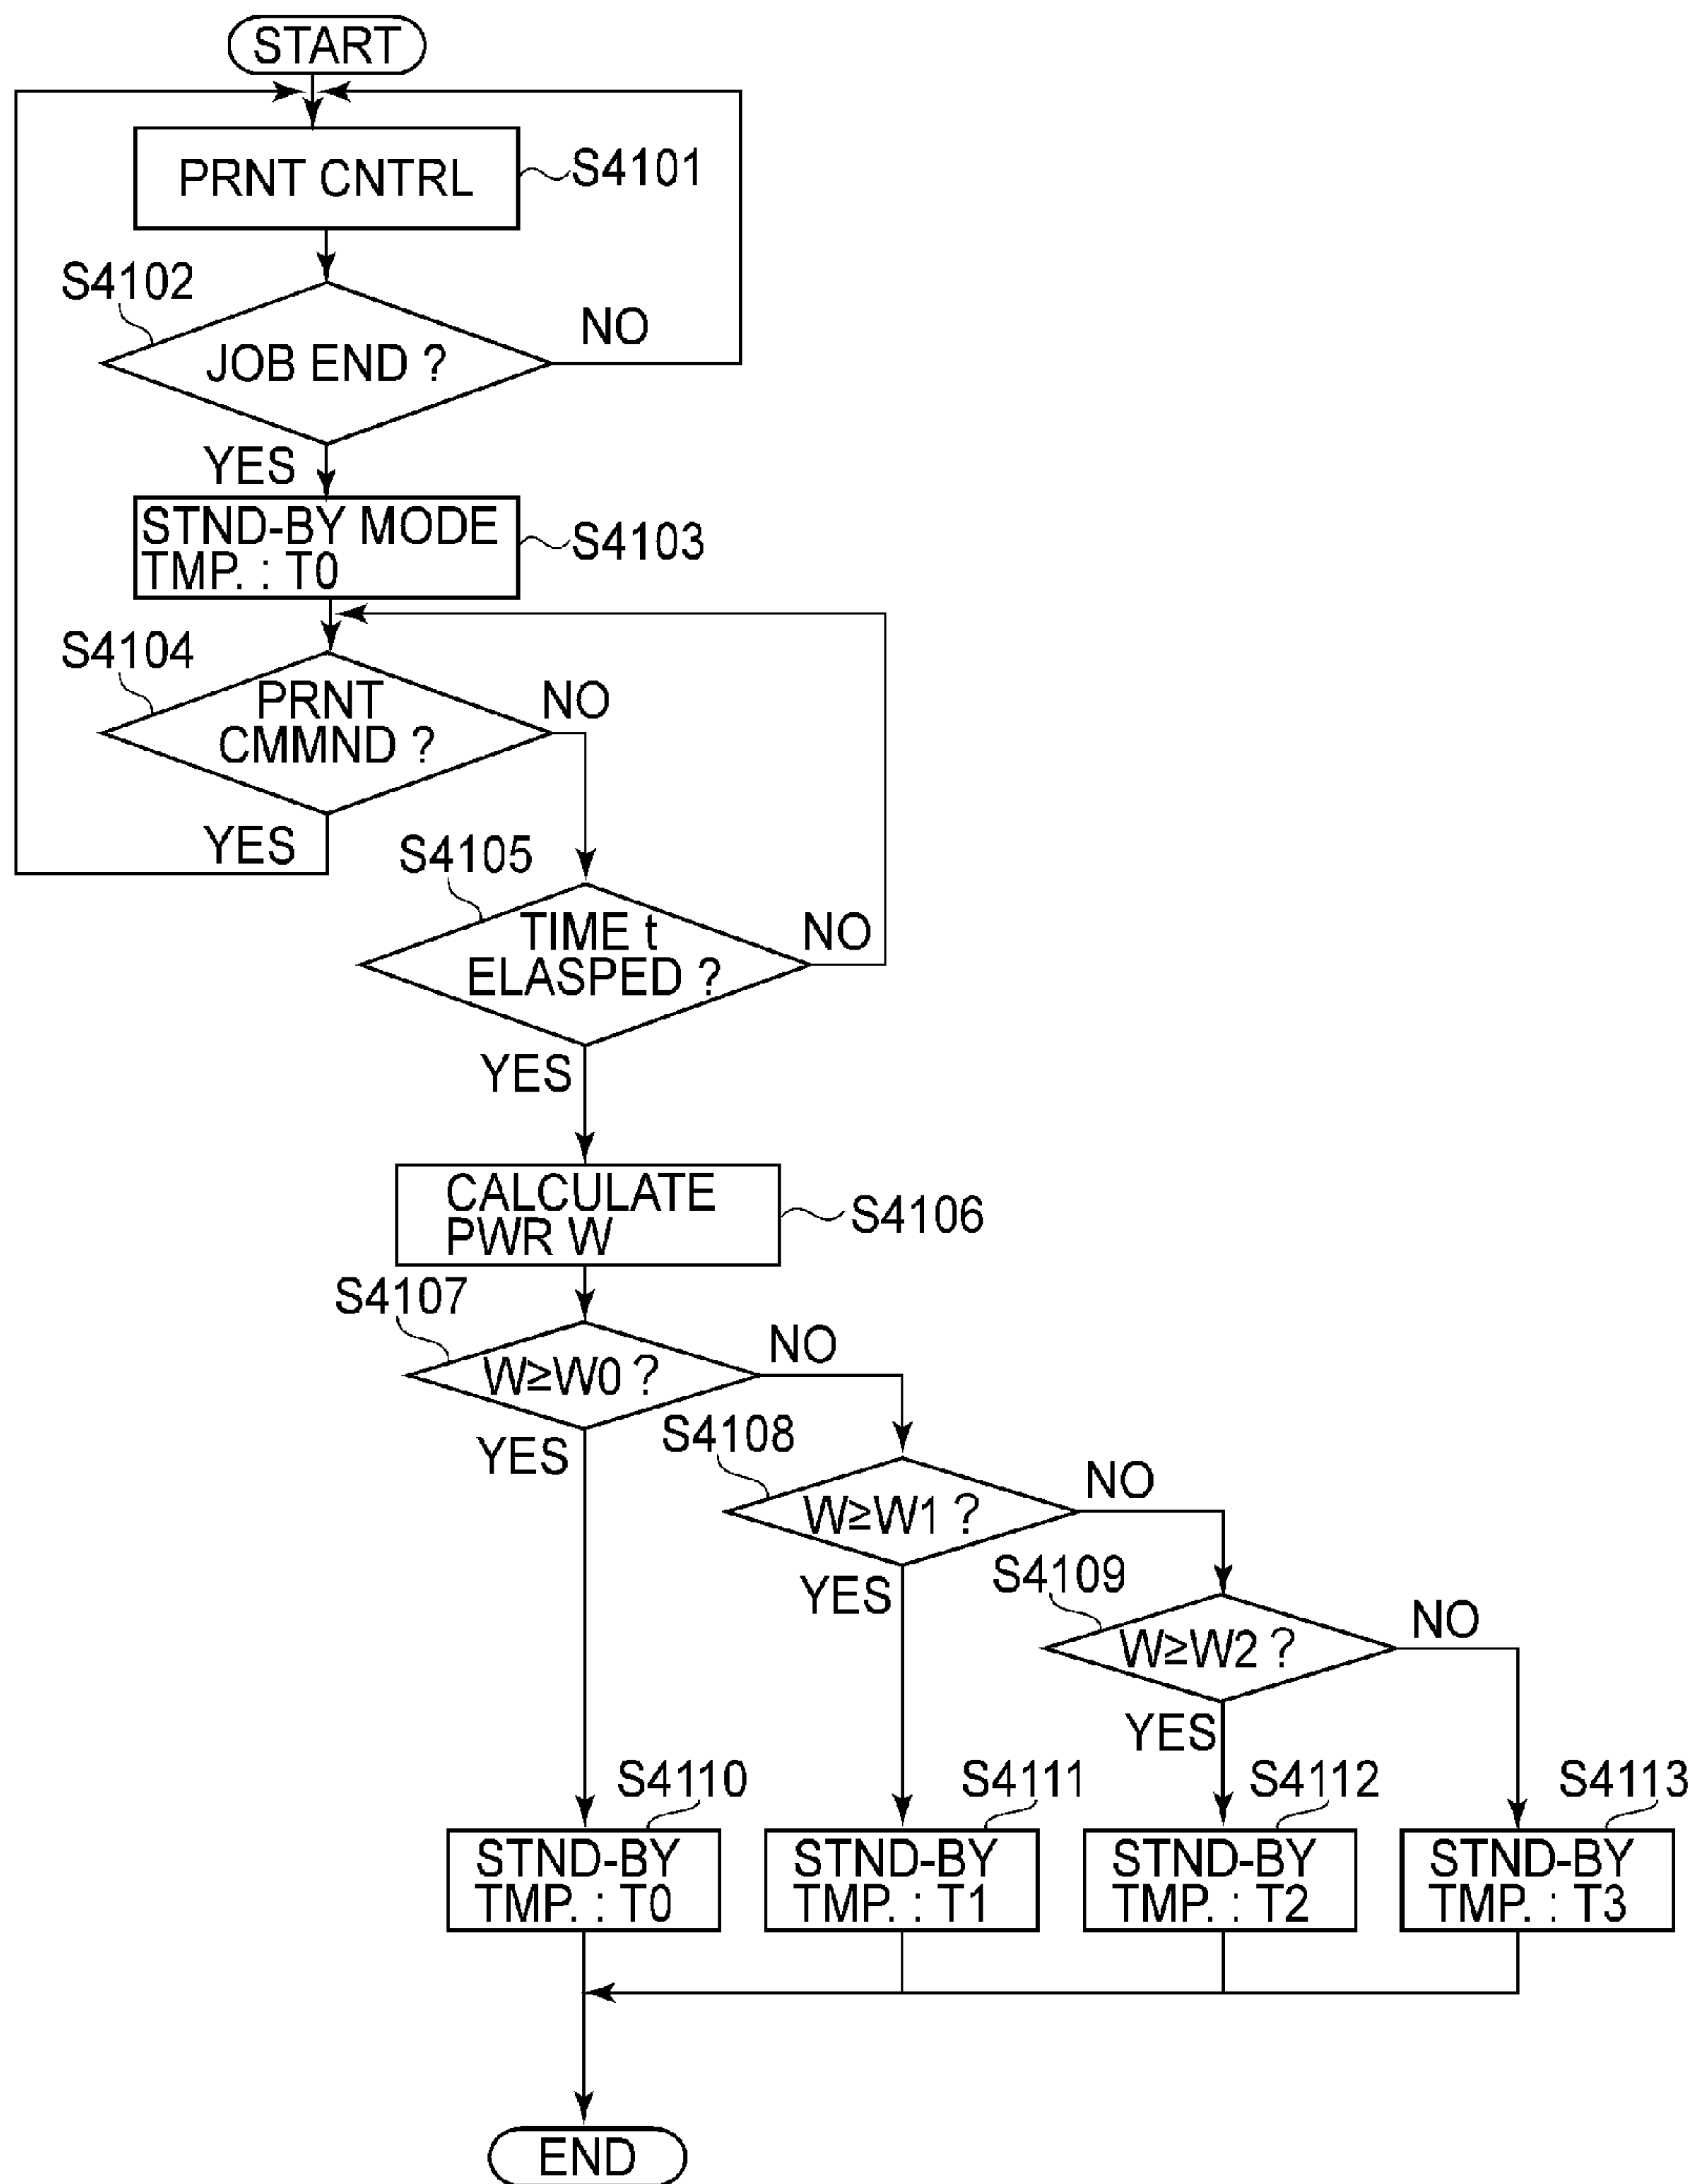 START
PRNT CNTRL
S4101
S4102
JOB END ?
NO
YES
STND-BY MODE
TMP. : T0
S4103
S4104
PRNT
CMMND ?
NO
YES
S4105
TIME t
ELASPED ?
NO
YES
CALCULATE
PWR W
S4106
S4107
W≥W0 ?
NO
YES
S4108
W≥W1 ?
NO
YES
S4109
W≥W2 ?
NO
YES
S4110
STND-BY
TMP. : T0
S4111
STND-BY
TMP. : T1
S4112
STND-BY
TMP. : T2
S4113
STND-BY
TMP. : T3
END